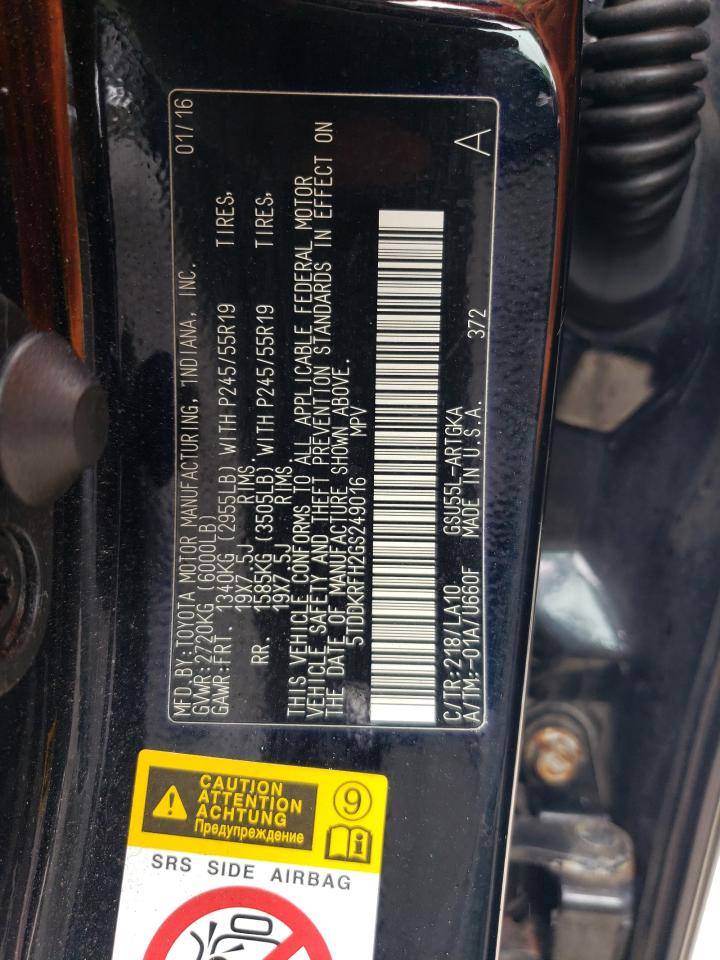 MFD.BY:TOYOTA MOTOR MANUFACTURING, INDIANA, INC. 01/16
GVWR:2720KG(6000LB)
GAWR:FRT. 1340KG (2955LB) WITH P245/55R19 TIRES,
19X7.5J RIMS
RR. 1585KG (3505LB) WITH P245/55R19 TIRES,
19X7.5J RIMS
THIS VEHICLE CONFORMS TO ALL APPLICABLE FEDERAL MOTOR
VEHICLE SAFETY AND THEFT PREVENTION STANDARDS IN EFFECT ON
THE DATE OF MANUFACTURE SHOWN ABOVE.
5TDDKRFH2GS249016 MPV
C/TR:218/LA10 GSU55L-ARTGKA 372
A/TM:-01A/U660F MADE IN U.S.A. A
CAUTION
ATTENTION
ACHTUNG
Предупреждение
9
SRS SIDE AIRBAG